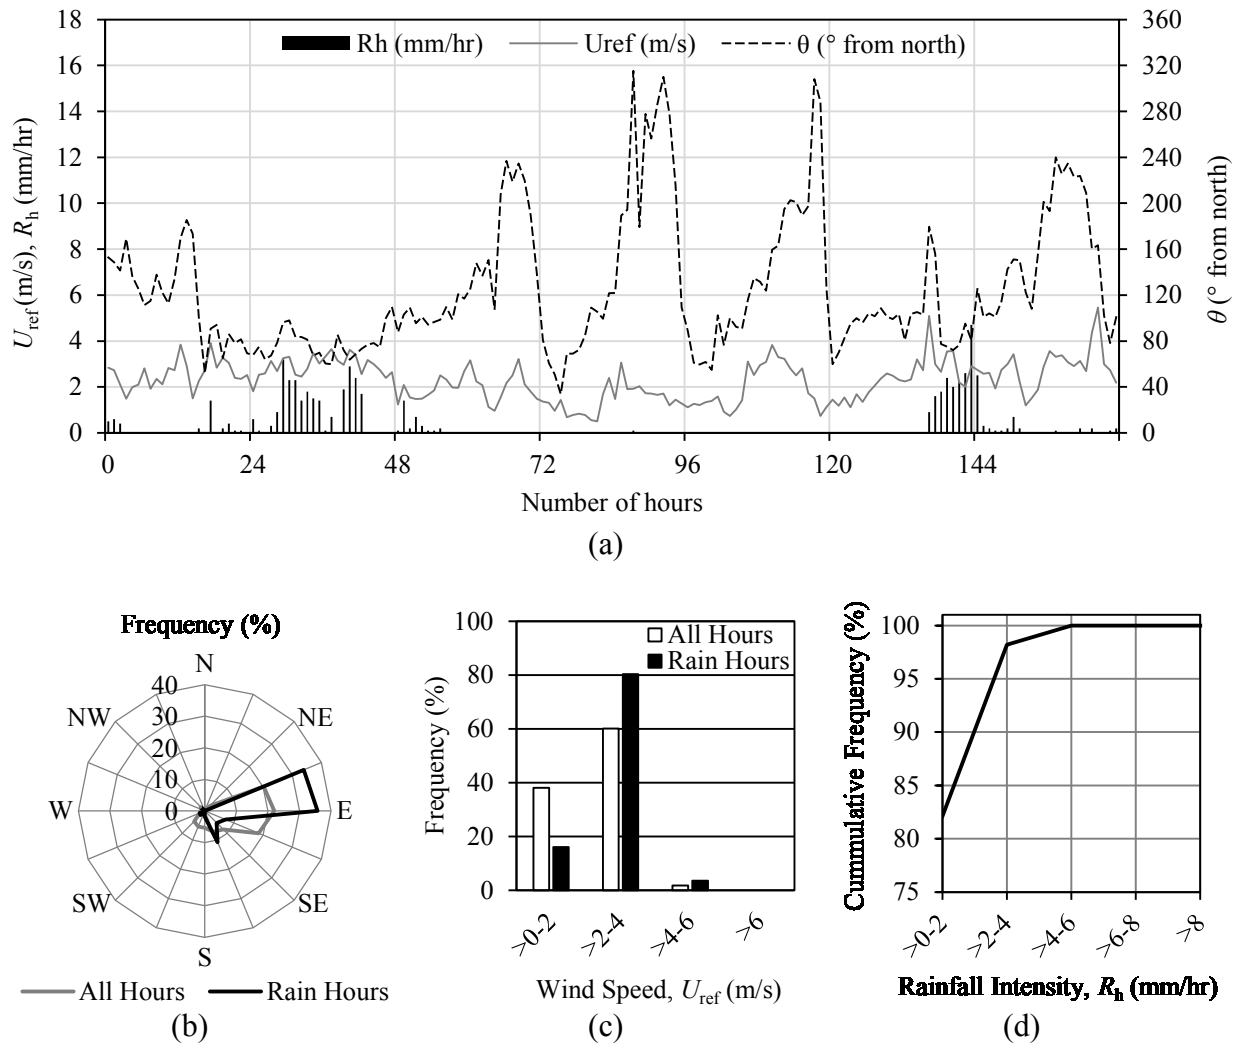 18
16
14
12
10
8
6
4
2
0
360
320
280
240
200
160
120
80
40
0
Rh (mm/hr)
Uref (m/s)
θ (° from north)
Uref (m/s), Rh (mm/hr)
θ (° from north)
0 24 48 72 96 120 144
Number of hours
(a)
Frequency (%)
N
NE
E
SE
S
SW
W
NW
40
30
20
10
0
All Hours
Rain Hours
(b)
100
80
60
40
20
0
Frequency (%)
All Hours
Rain Hours
>0-2 >2-4 >4-6 >6
Wind Speed, Uref (m/s)
(c)
100
95
90
85
80
75
Cummulative Frequency (%)
>0-2 >2-4 >4-6 >6-8 >8
Rainfall Intensity, Rh (mm/hr)
(d)